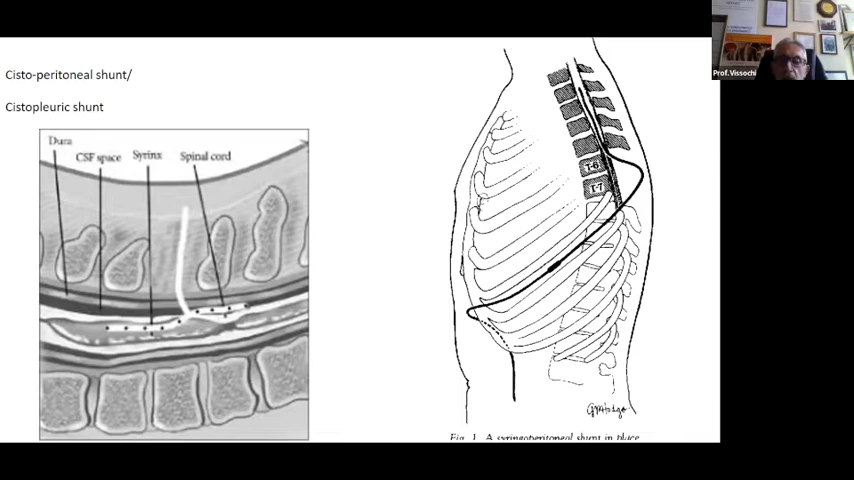 Cisto-peritoneal shunt/
Cistopleuric shunt
Dura
CSF space
Syrinx
Spinal cord
T-6
T-7
Fig. 1. A syringoperitoneal shunt in place
Prof.Vissochi